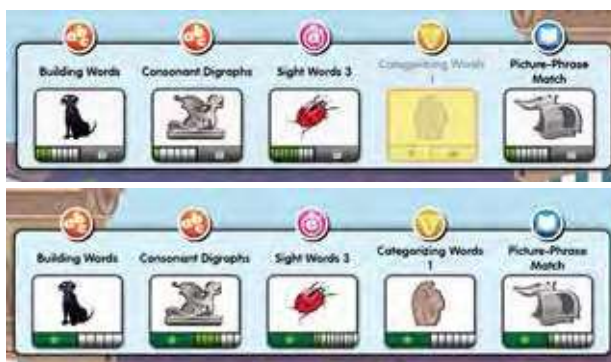 Building Words
Consonant Digraphs
Sight Words 3
Categorizing Words
1
Picture-Phrase
Match
Building Words
Consonant Digraphs
Sight Words 3
Categorizing Words
1
Picture-Phrase
Match